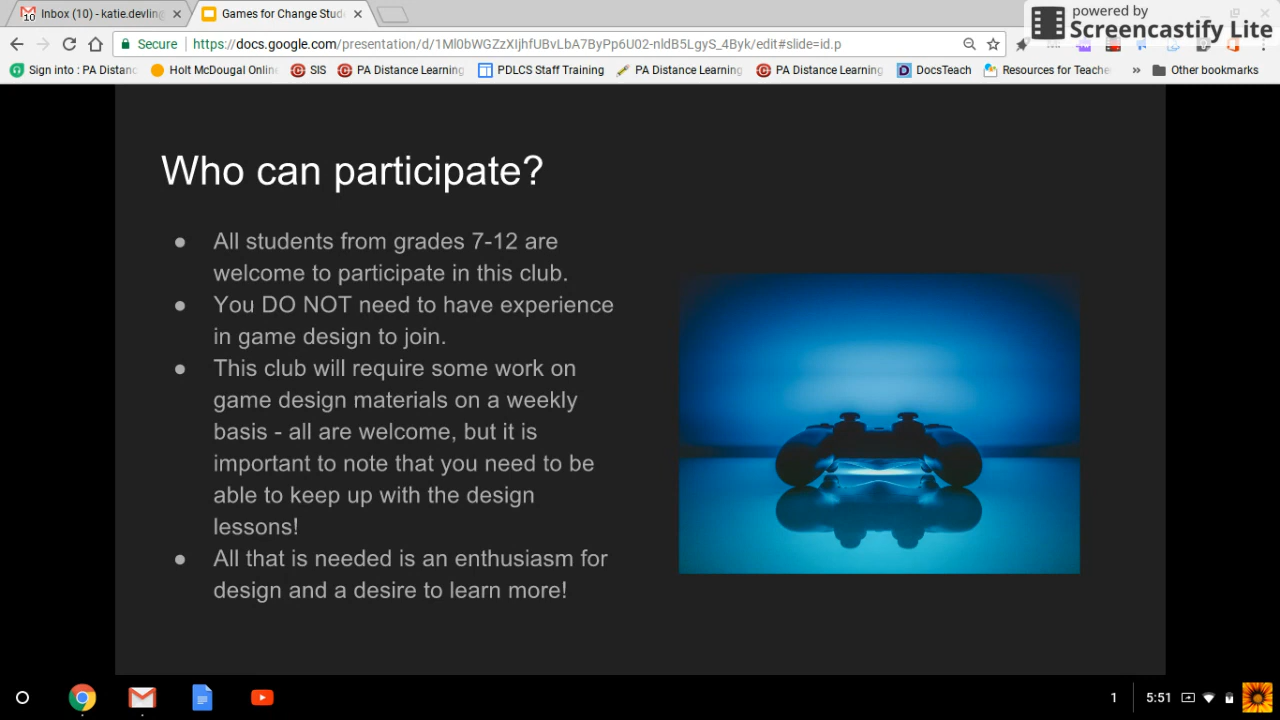 Inbox (10) - katie.devling
Games for Change Stud
powered by
Screencastify Lite
Secure
https://docs.google.com/presentation/d/
/edit#slide=id.p
Sign into : PA Distanc
Holt McDougal Onlin
SIS
PA Distance Learning
PDLCS Staff Training
PA Distance Learning
PA Distance Learning
DocsTeach
Resources for Teache
»
Other bookmarks
Who can participate?
● All students from grades 7-12 are
welcome to participate in this club.
● You DO NOT need to have experience
in game design to join.
● This club will require some work on
game design materials on a weekly
basis - all are welcome, but it is
important to note that you need to be
able to keep up with the design
lessons!
● All that is needed is an enthusiasm for
design and a desire to learn more!
1
5:51